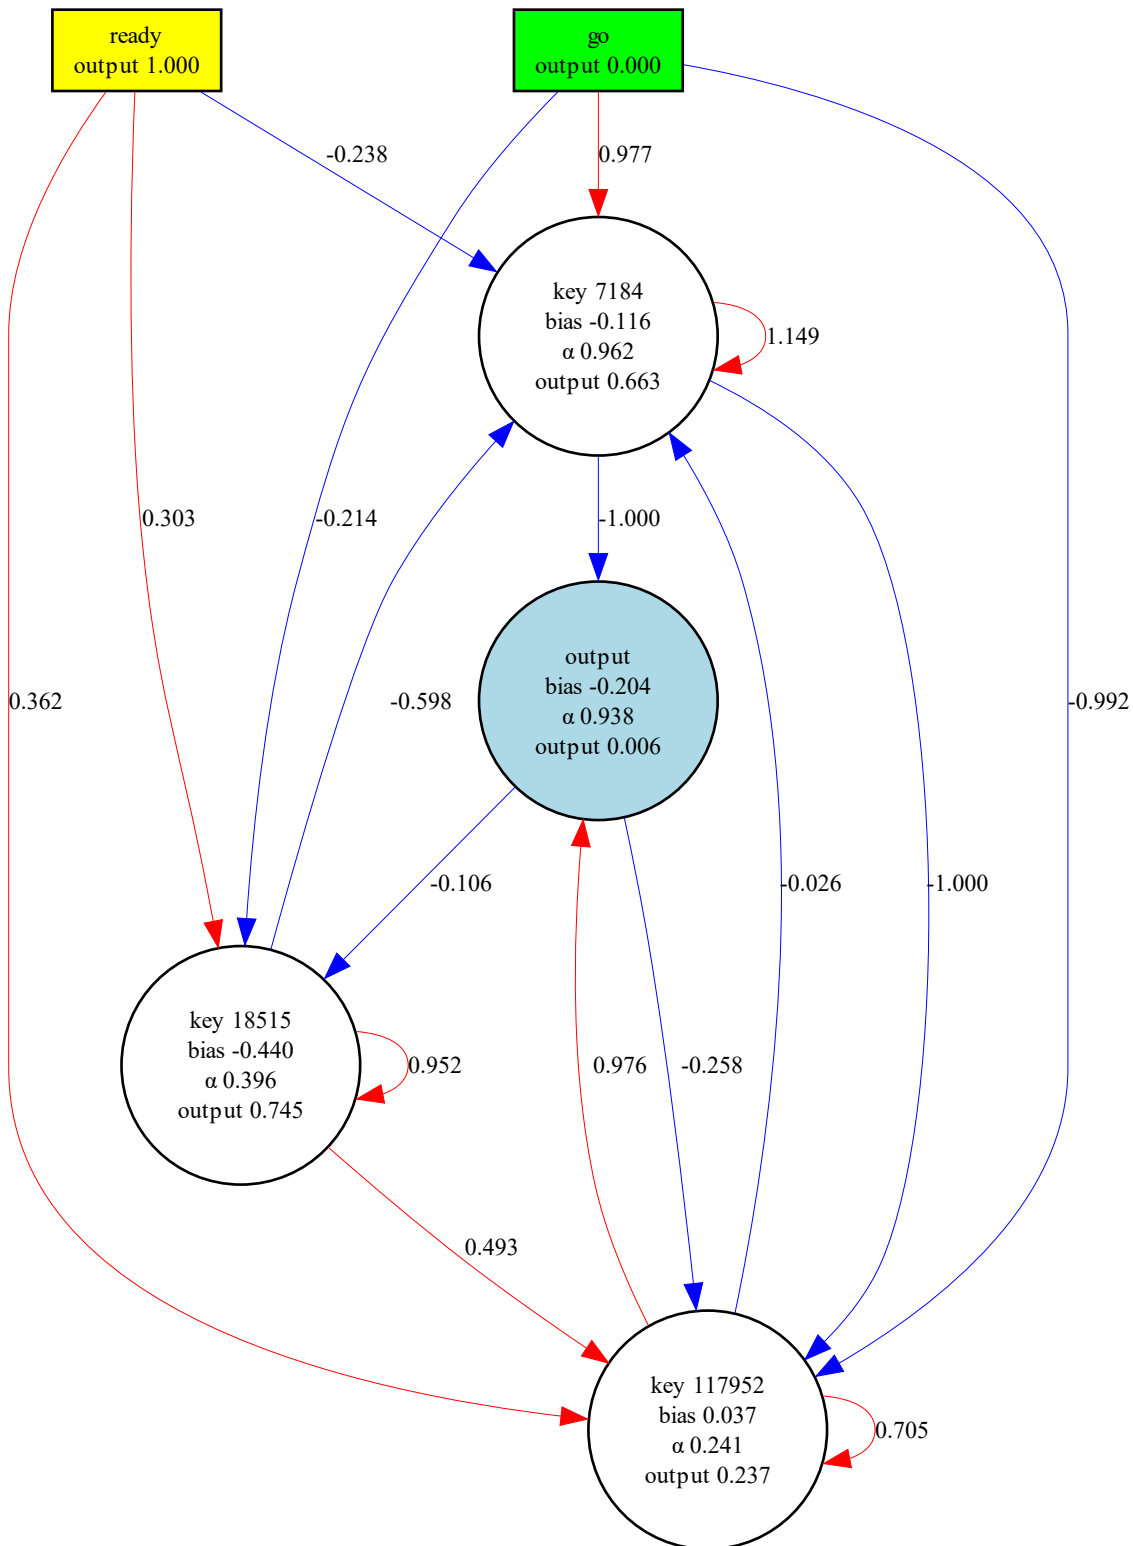 ready
output 1.000
go
output 0.000
-0.238
0.977
key 7184
bias -0.116
α 0.962
output 0.663
1.149
0.303
-0.214
-1.000
output
bias -0.204
α 0.938
output 0.006
0.362
-0.598
-0.992
-0.106
-0.026
-1.000
key 18515
bias -0.440
α 0.396
output 0.745
0.952
0.976
-0.258
0.493
key 117952
bias 0.037
α 0.241
output 0.237
0.705